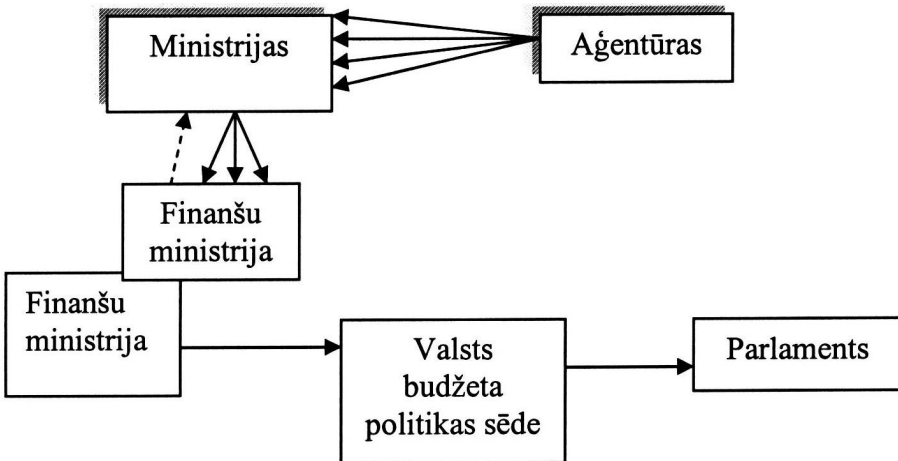 Ministrijas
Aģentūras
Finanšu
ministrija
Finanšu
ministrija
Valsts
budžeta
politikas sēde
Parlaments